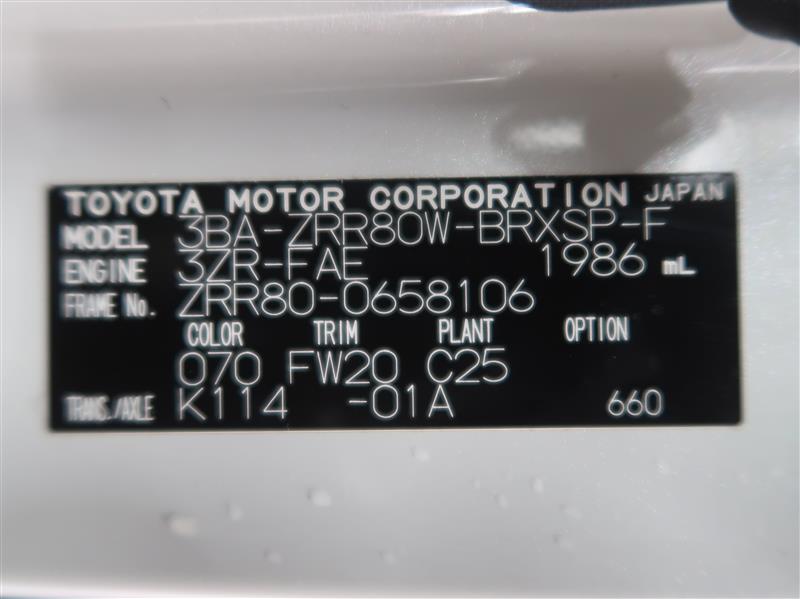 TOYOTA MOTOR CORPORATION JAPAN
MODEL 3BA-ZRR80W-BRXSP-F
ENGINE 3ZR-FAE 1986 mL
FRAME No. ZRR80-0658106
COLOR TRIM PLANT OPTION
070 FW20 C25
TRANS./AXLE K114 -01A 660